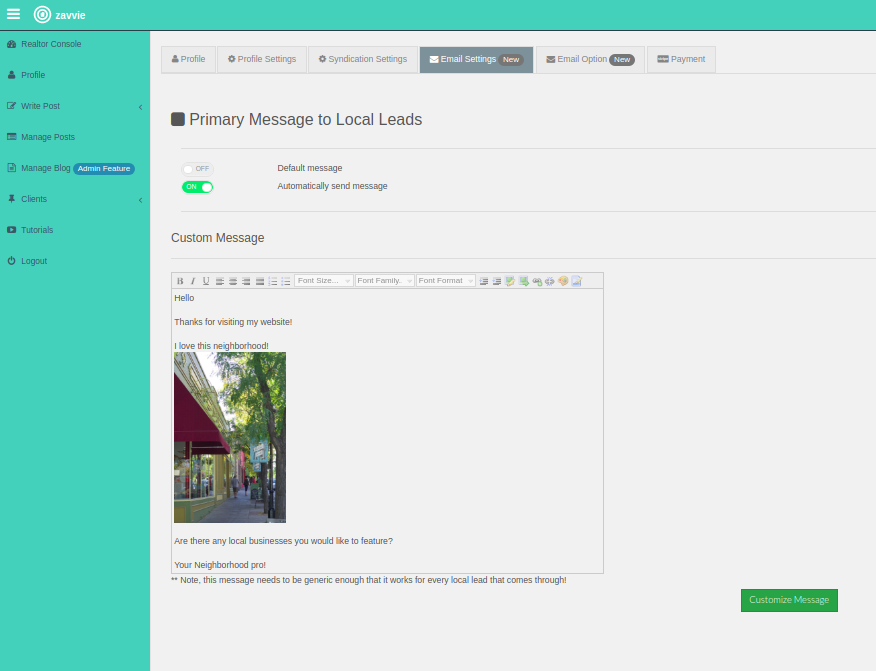 zavvie
Realtor Console
Profile
Write Post
Manage Posts
Manage Blog Admin Feature
Clients
Tutorials
Logout
Profile Profile Settings Syndication Settings Email Settings New Email Option New Payment
Primary Message to Local Leads
OFF Default message
ON Automatically send message
Custom Message
B I U Font Size... Font Family. Font Format
Hello
Thanks for visiting my website!
I love this neighborhood!
Are there any local businesses you would like to feature?
Your Neighborhood pro!
** Note, this message needs to be generic enough that it works for every local lead that comes through!
Customize Message